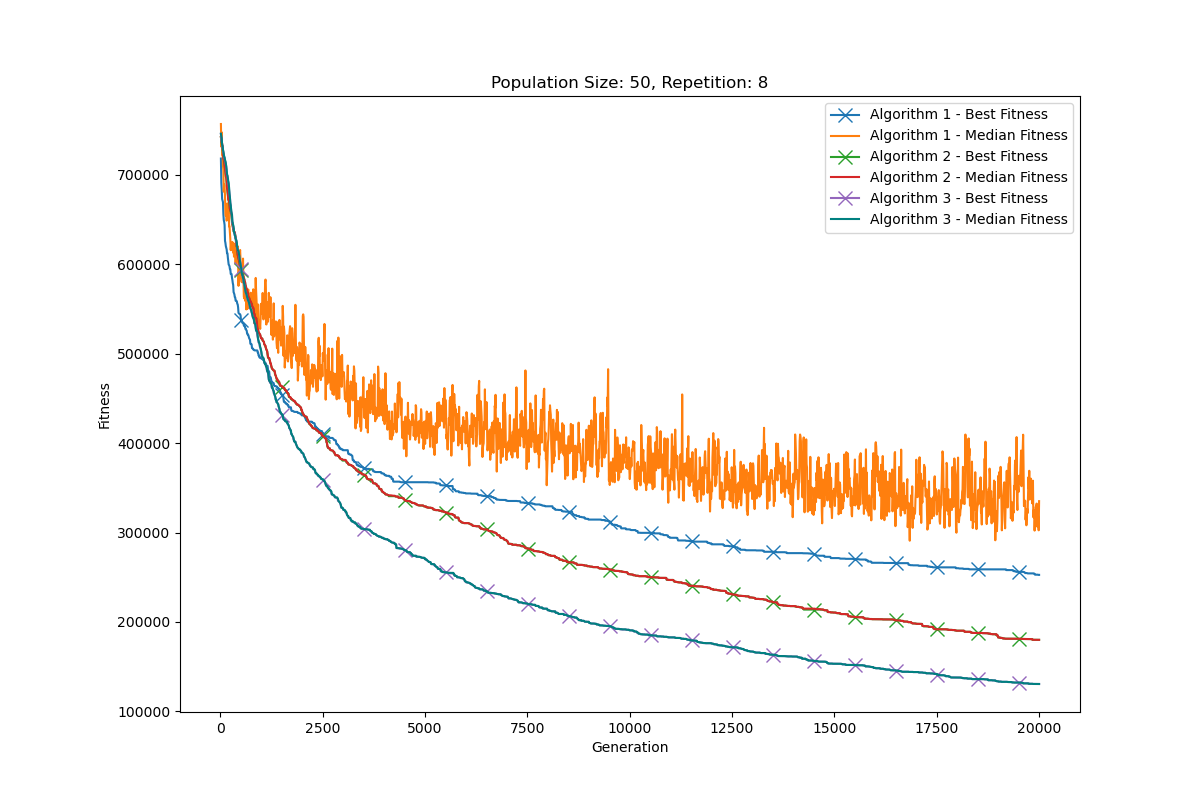 Population Size: 50, Repetition: 8
Algorithm 1 - Best Fitness
Algorithm 1 - Median Fitness
Algorithm 2 - Best Fitness
Algorithm 2 - Median Fitness
Algorithm 3 - Best Fitness
Algorithm 3 - Median Fitness
Fitness
700000
600000
500000
400000
300000
200000
100000
0 2500 5000 7500 10000 12500 15000 17500 20000
Generation